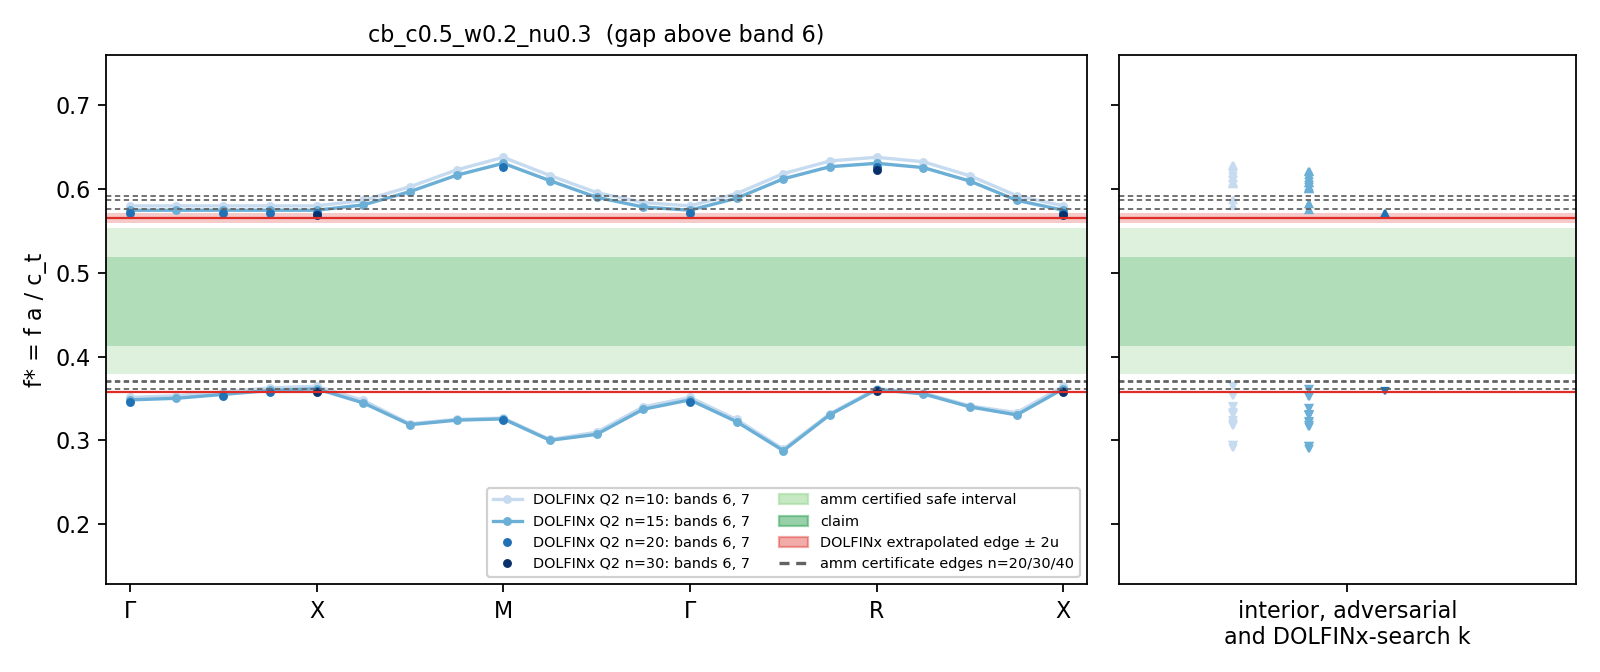 cb_c0.5_w0.2_nu0.3  (gap above band 6)
f* = f a / c_t
0.7
0.6
0.5
0.4
0.3
0.2
DOLFINx Q2 n=10: bands 6, 7
DOLFINx Q2 n=15: bands 6, 7
DOLFINx Q2 n=20: bands 6, 7
DOLFINx Q2 n=30: bands 6, 7
amm certified safe interval
claim
DOLFINx extrapolated edge ± 2u
amm certificate edges n=20/30/40
Γ X M Γ R X
interior, adversarial
and DOLFINx-search k